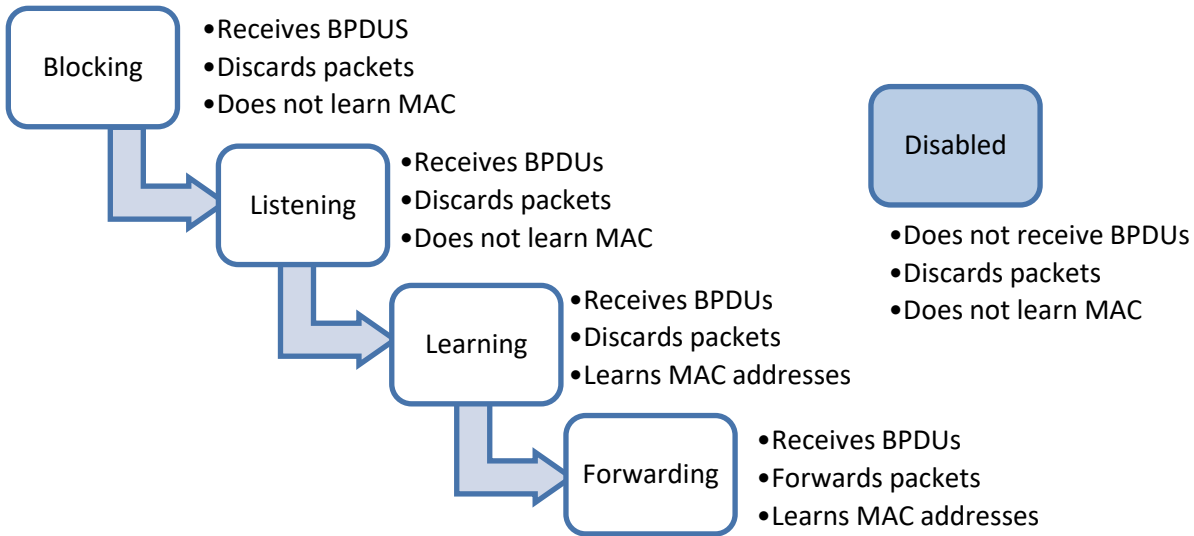 Blocking
•Receives BPDUS
•Discards packets
•Does not learn MAC
Listening
•Receives BPDUs
•Discards packets
•Does not learn MAC
Learning
•Receives BPDUs
•Discards packets
•Learns MAC addresses
Forwarding
•Receives BPDUs
•Forwards packets
•Learns MAC addresses
Disabled
•Does not receive BPDUs
•Discards packets
•Does not learn MAC